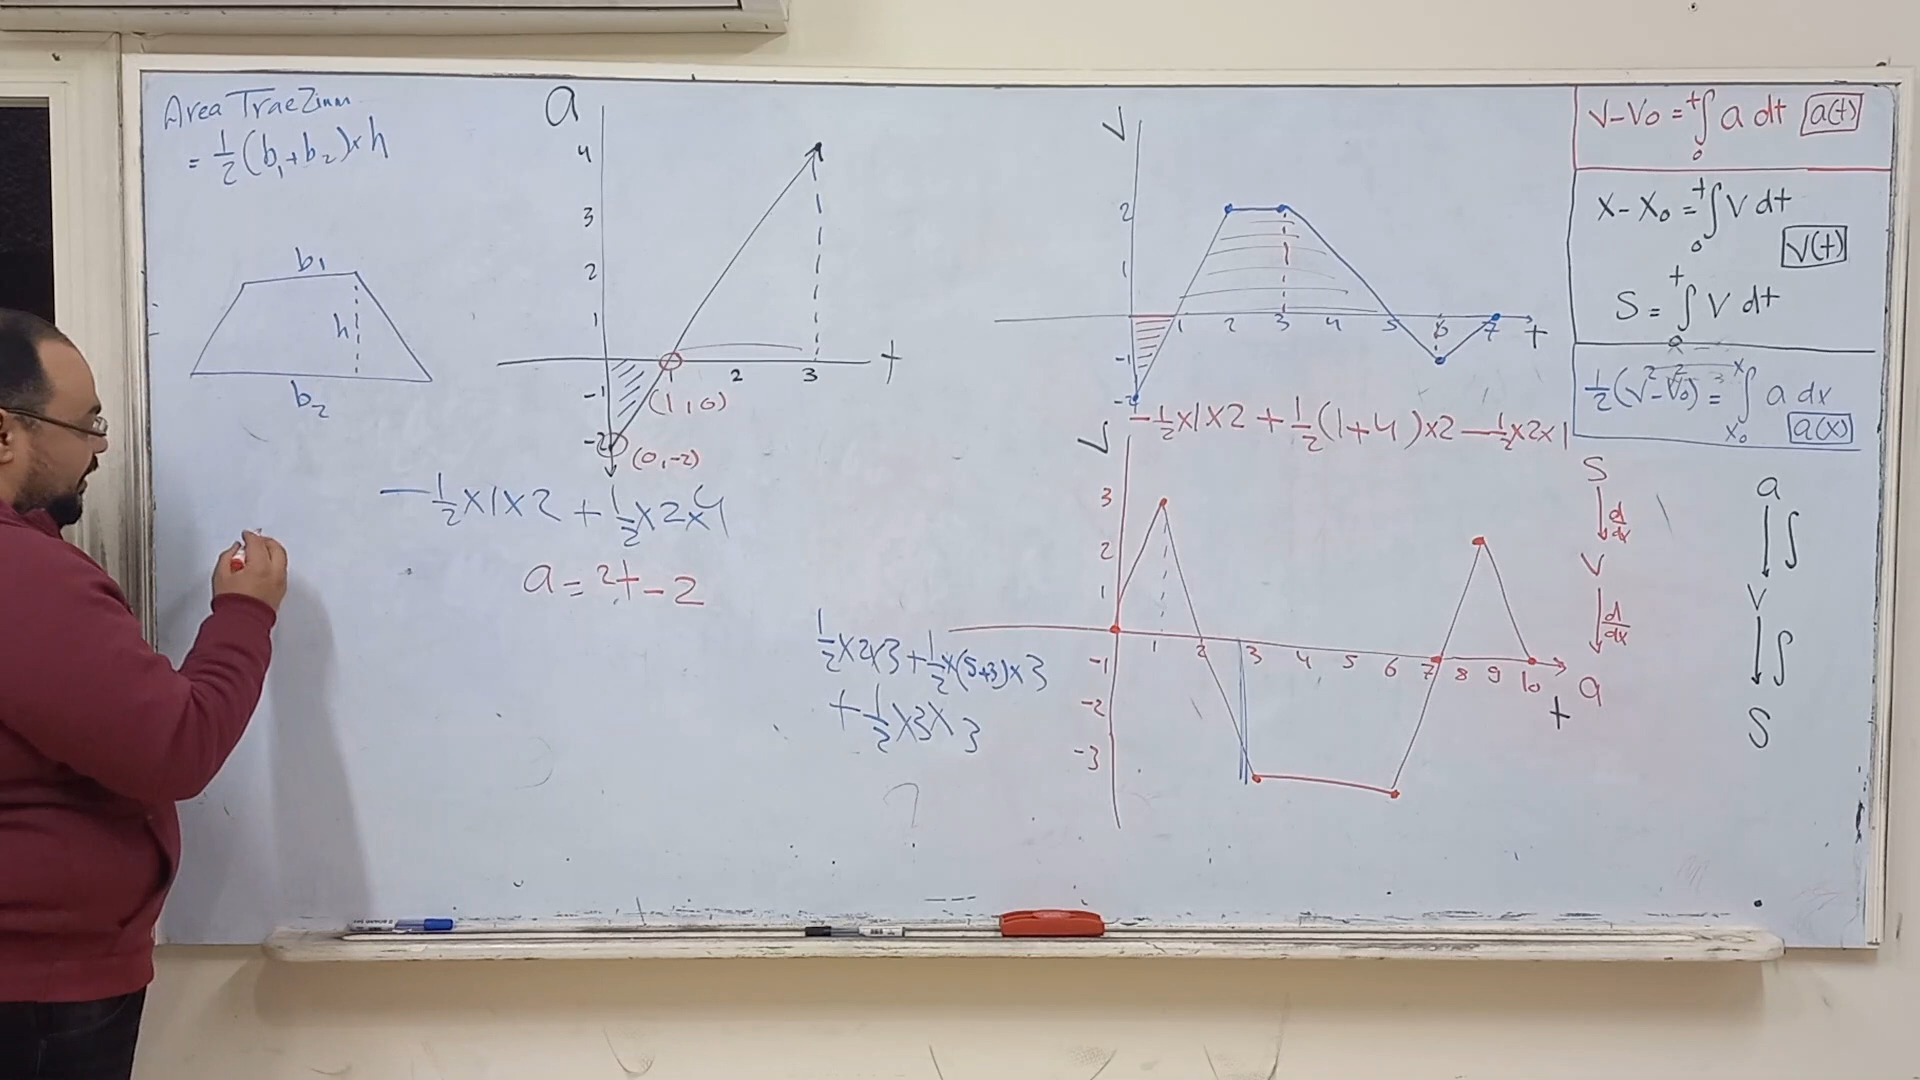 Area TraeZinm
= 1/2 (b1+b2)×h
b1
h
b2
a
4
3
2
1
-1
-2
1 2 3 t
(1,0)
(0,-2)
- 1/2 ×1×2 + 1/2 ×2×4
a = 2t - 2
V
2
1
-1
-2
1 2 3 4 5 6 7 t
- 1/2 ×1×2 + 1/2 (1+4)×2 - 1/2 ×2×1
V
3
2
1
-1
-2
-3
1 2 3 4 5 6 7 8 9 10
t
1/2 ×2×3 + 1/2 ×(5+3)×3
+ 1/2 ×3×3
?
V-V0 = ∫0^t a dt a(t)
X-X0 = ∫0^t V dt
V(t)
S = ∫0^t V dt
1/2 (V²-V0²) = ∫x0^x a dx
a(x)
S
d/dx
V
d/dx
a
a
∫
V
∫
S